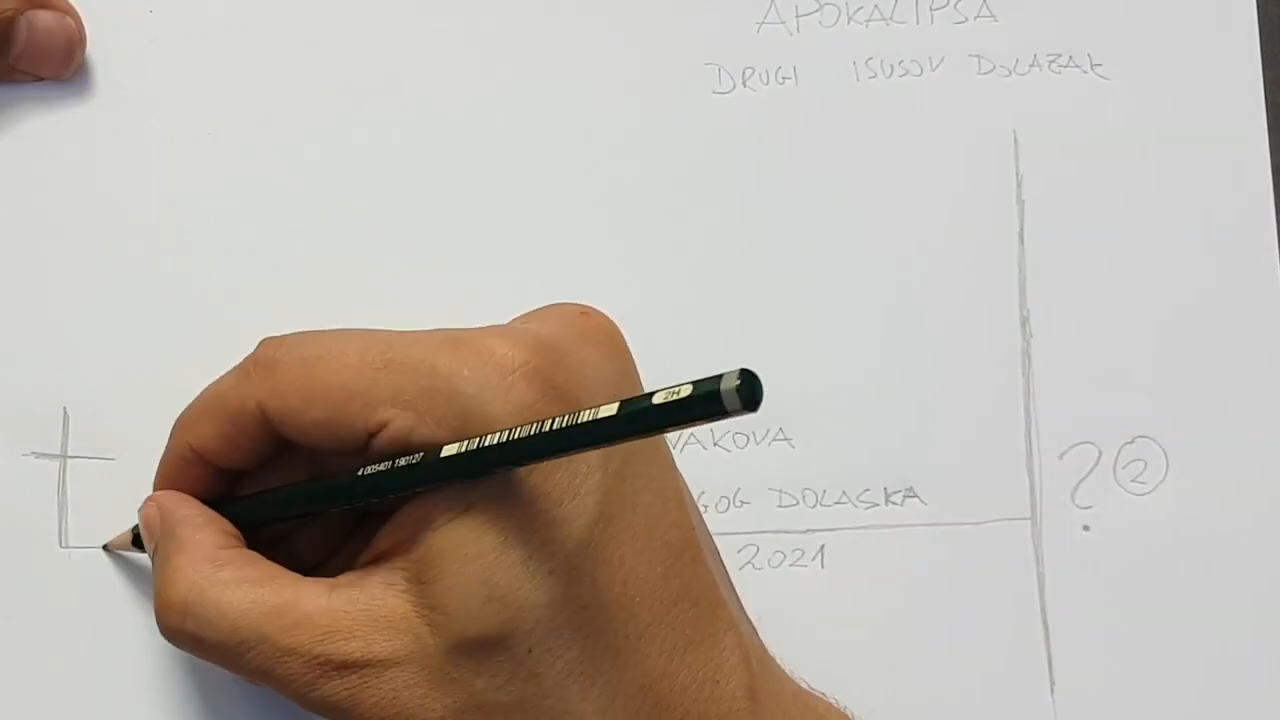 APOKALIPSA
DRUGI ISUSOV DOLAZAK
2H
4 005401 190127
VAKOVA
GOG DOLASKA
? 2
2021